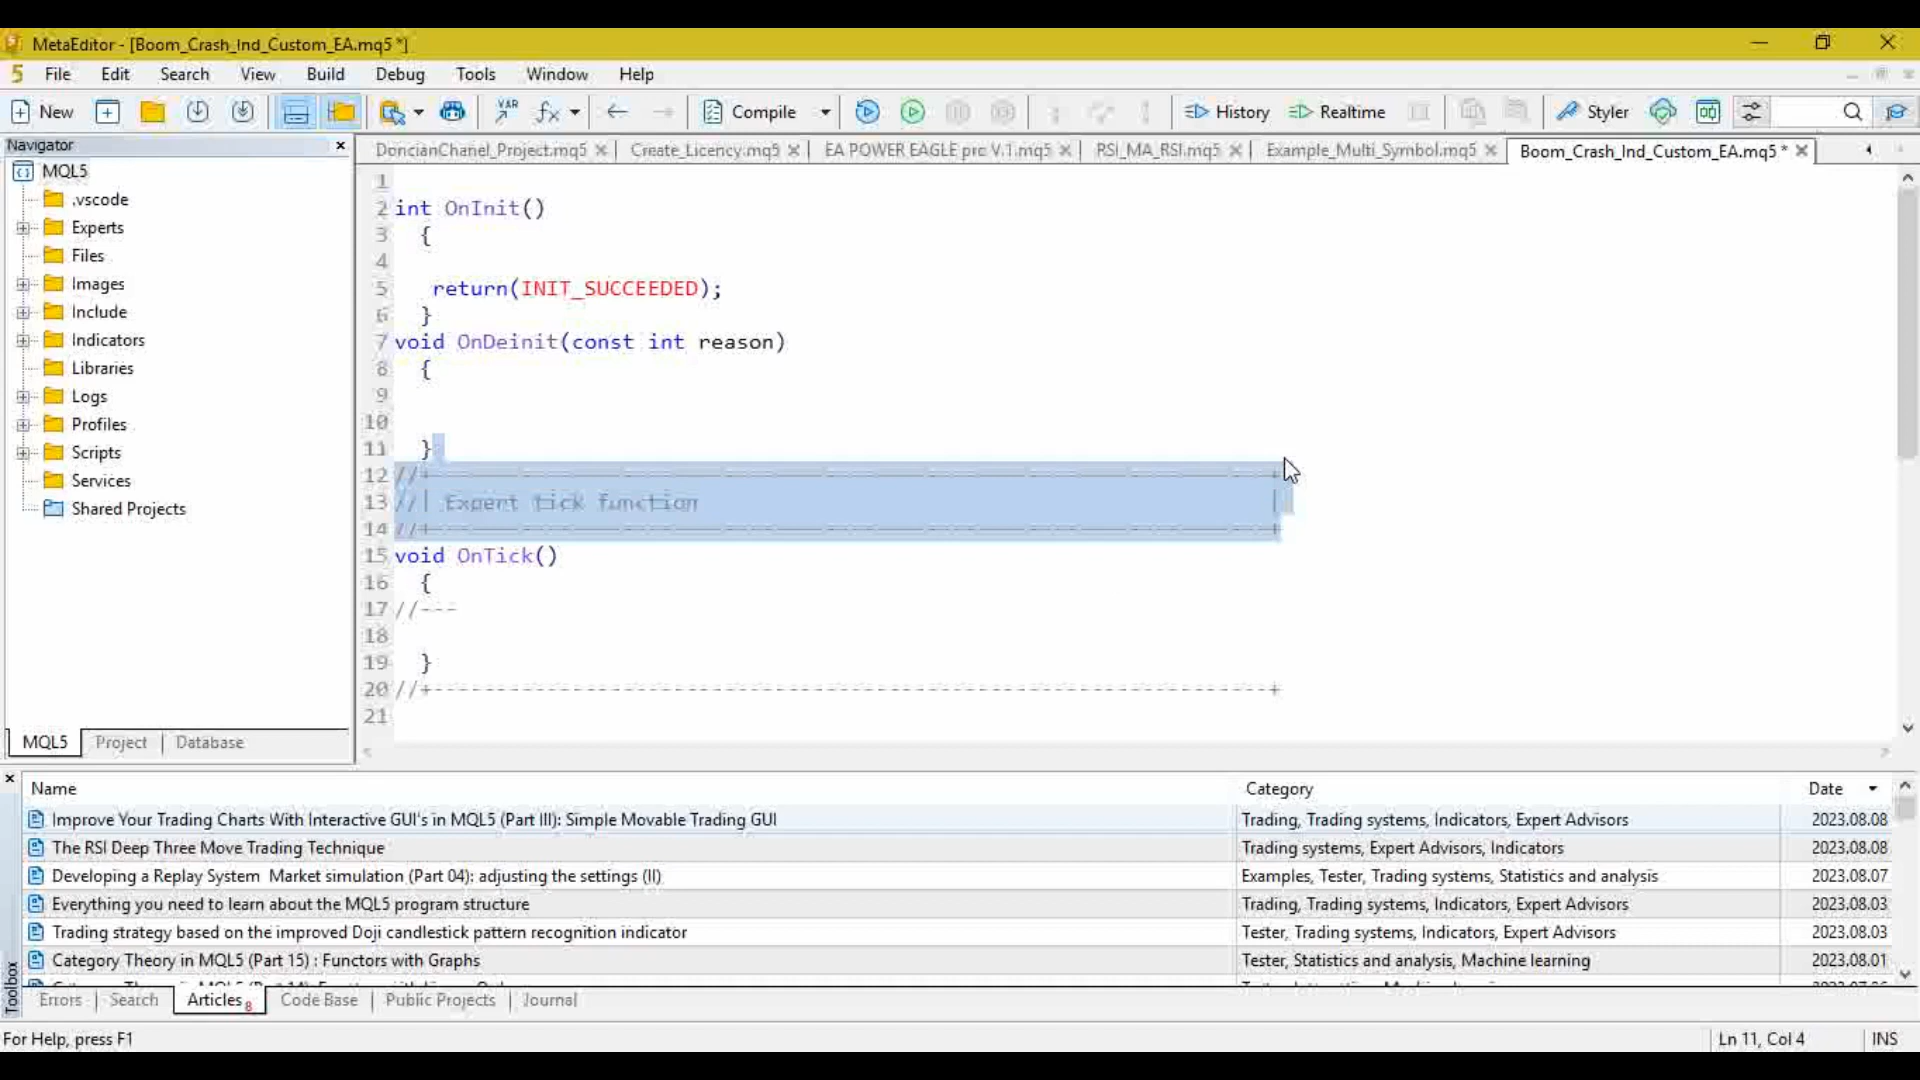 MetaEditor - [Boom_Crash_Ind_Custom_EA.mq5 *]
5 File Edit Search View Build Debug Tools Window Help
New VAR fx Compile History Realtime Styler
Navigator
MQL5
.vscode
Experts
Files
Images
Include
Indicators
Libraries
Logs
Profiles
Scripts
Services
Shared Projects
MQL5 Project Database
DoncianChanel_Project.mq5 Create_Licency.mq5 EA POWER EAGLE pro V.1.mq5 RSI_MA_RSI.mq5 Example_Multi_Symbol.mq5 Boom_Crash_Ind_Custom_EA.mq5 *
1
2 int OnInit()
3 {
4
5 return(INIT_SUCCEEDED);
6 }
7 void OnDeinit(const int reason)
8 {
9
10
11 }
12 //+------------------------------------------------------------------+
13 //| Expert tick function |
14 //+------------------------------------------------------------------+
15 void OnTick()
16 {
17 //---
18
19 }
20 //+------------------------------------------------------------------+
21
Name Category Date
Improve Your Trading Charts With Interactive GUI's in MQL5 (Part III): Simple Movable Trading GUI Trading, Trading systems, Indicators, Expert Advisors 2023.08.08
The RSI Deep Three Move Trading Technique Trading systems, Expert Advisors, Indicators 2023.08.08
Developing a Replay System Market simulation (Part 04): adjusting the settings (II) Examples, Tester, Trading systems, Statistics and analysis 2023.08.07
Everything you need to learn about the MQL5 program structure Trading, Trading systems, Indicators, Expert Advisors 2023.08.03
Trading strategy based on the improved Doji candlestick pattern recognition indicator Tester, Trading systems, Indicators, Expert Advisors 2023.08.03
Category Theory in MQL5 (Part 15) : Functors with Graphs Tester, Statistics and analysis, Machine learning 2023.08.01
Toolbox
Errors Search Articles 8 Code Base Public Projects Journal
For Help, press F1 Ln 11, Col 4 INS